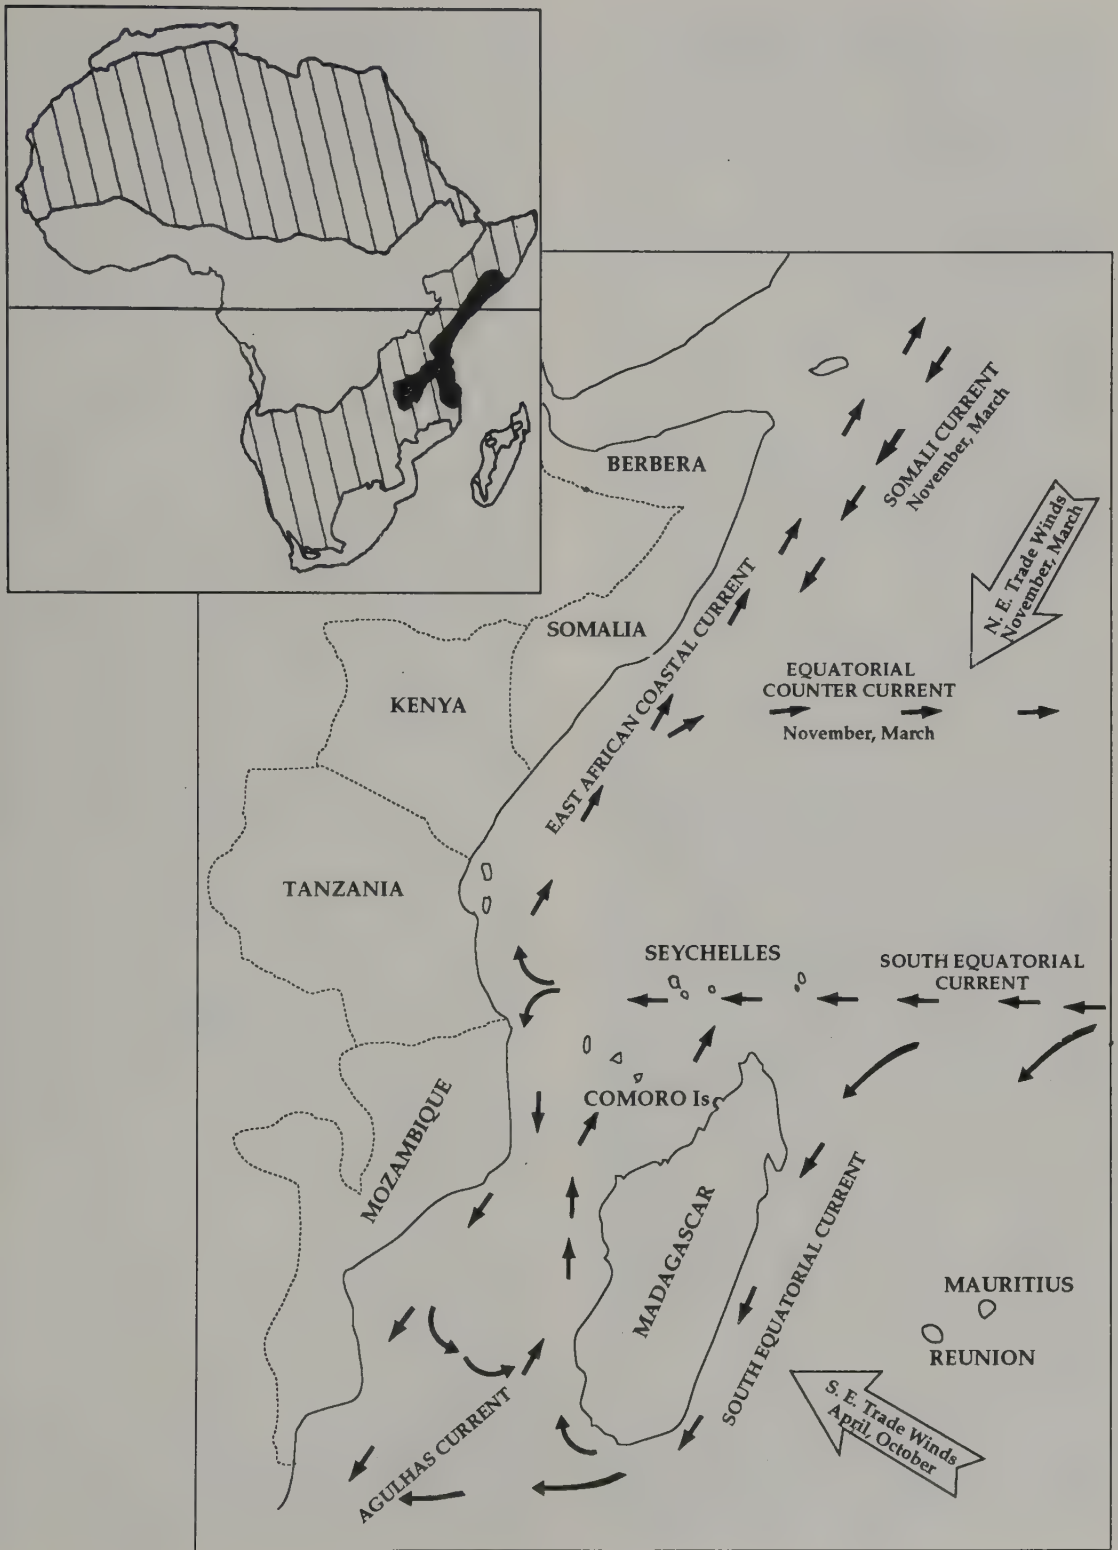 BERBERA
SOMALI CURRENT
November, March
N. E. Trade Winds
November, March
SOMALIA
EAST AFRICAN COASTAL CURRENT
EQUATORIAL
COUNTER CURRENT
November, March
KENYA
TANZANIA
SEYCHELLES
SOUTH EQUATORIAL
CURRENT
COMORO Is
MOZAMBIQUE
MADAGASCAR
SOUTH EQUATORIAL CURRENT
MAURITIUS
REUNION
S. E. Trade Winds
April, October
AGULHAS CURRENT